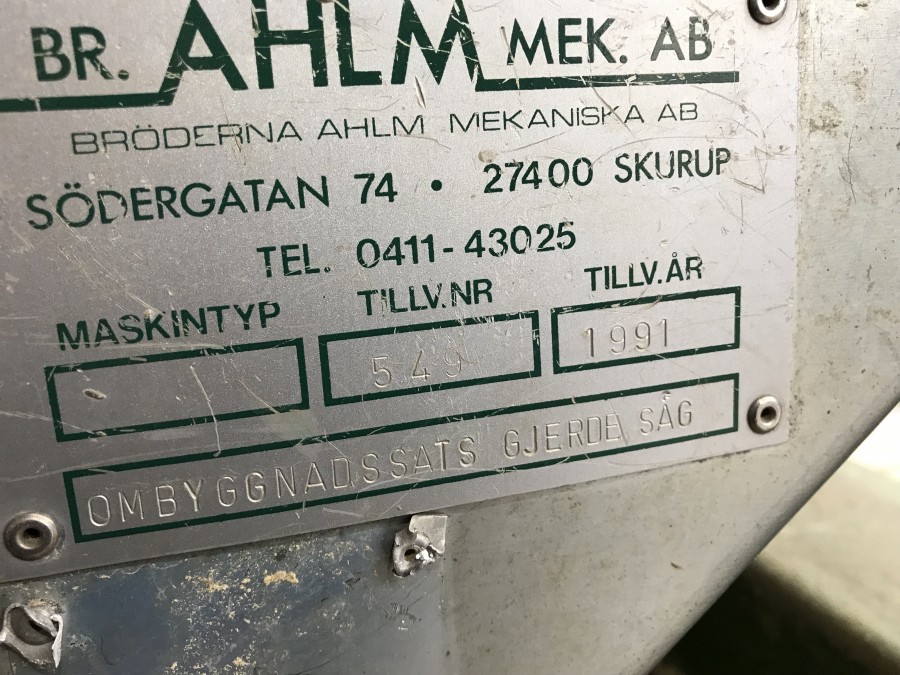 BR. AHLM MEK. AB
BRÖDERNA AHLM MEKANISKA AB
SÖDERGATAN 74 • 27400 SKURUP
TEL. 0411-43025
MASKINTYP TILLV.NR TILLV.ÅR
549 1991
OMBYGGNADSSATS GJERDE SÅG